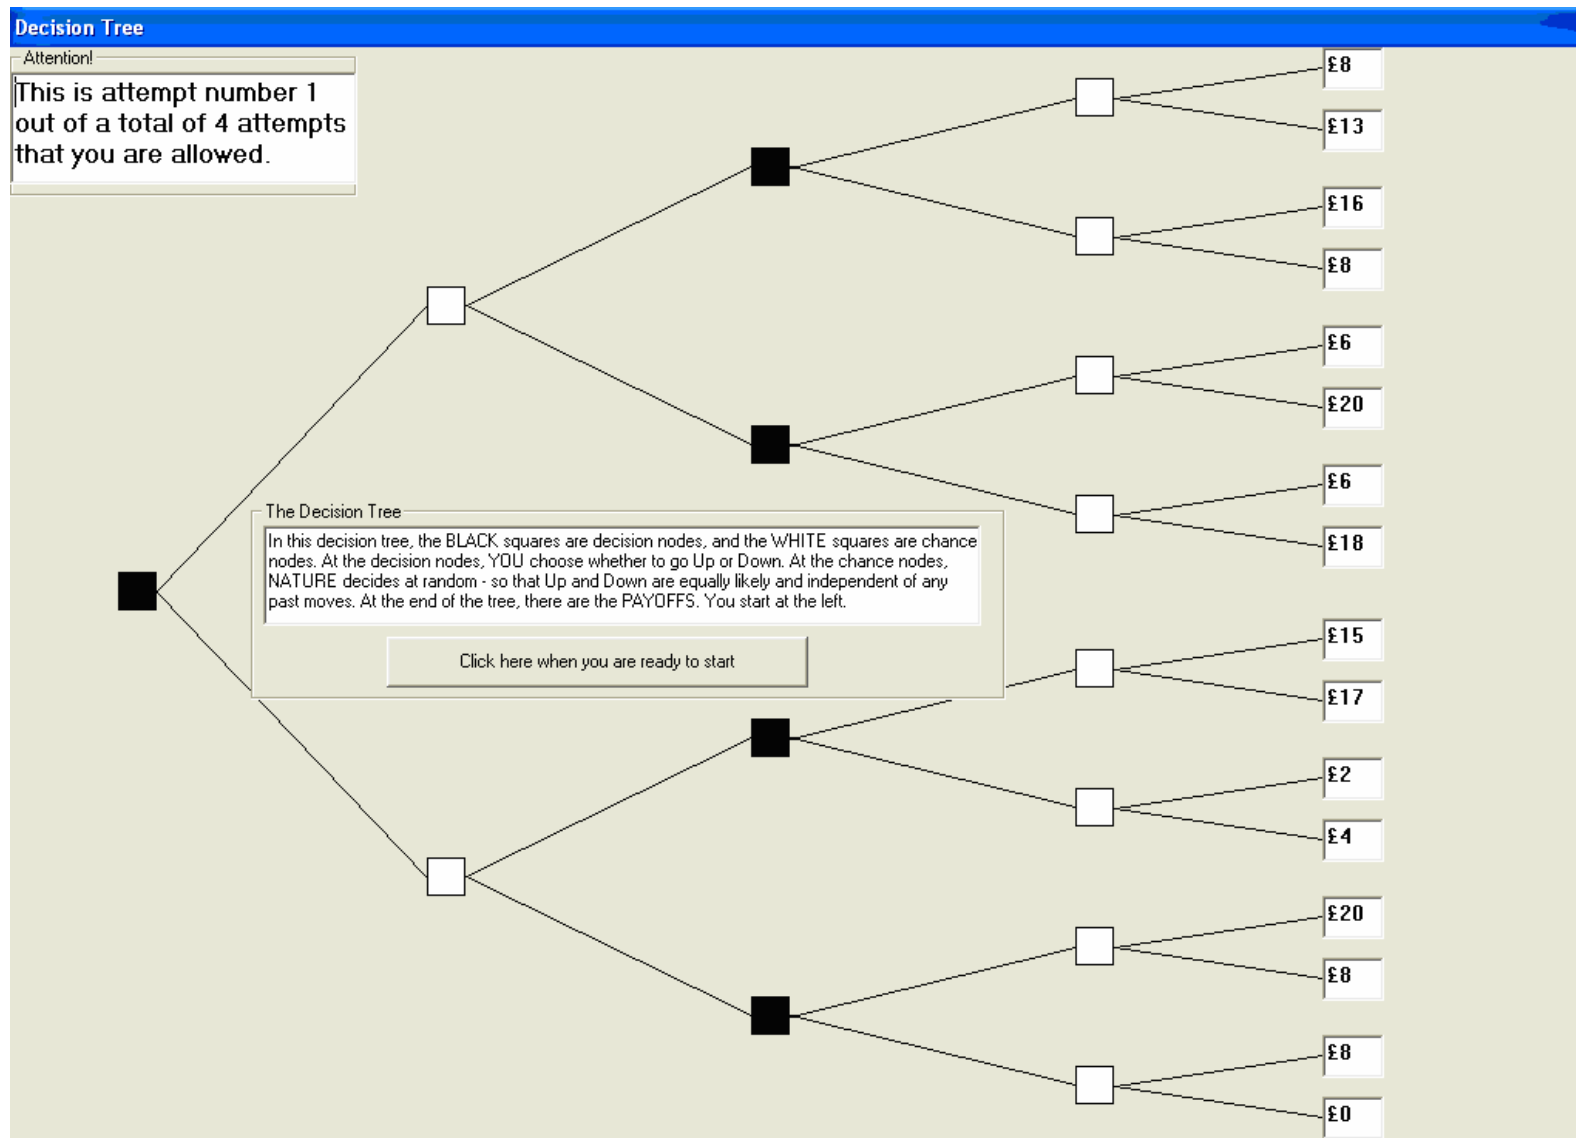 Decision Tree
Attention!
This is attempt number 1
out of a total of 4 attempts
that you are allowed.
£8
£13
£16
£8
£6
£20
£6
£18
The Decision Tree
In this decision tree, the BLACK squares are decision nodes, and the WHITE squares are chance
nodes. At the decision nodes, YOU choose whether to go Up or Down. At the chance nodes,
NATURE decides at random - so that Up and Down are equally likely and independent of any
past moves. At the end of the tree, there are the PAYOFFS. You start at the left.
Click here when you are ready to start
£15
£17
£2
£4
£20
£8
£8
£0